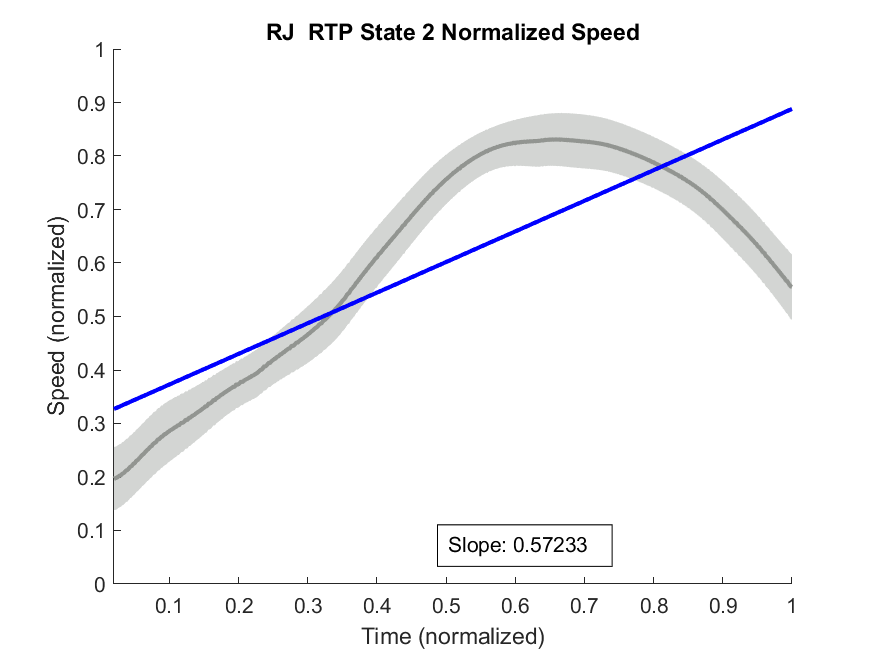 RJ  RTP State 2 Normalized Speed
1
0.9
0.8
0.7
0.6
0.5
0.4
0.3
0.2
0.1
0
Speed (normalized)
Slope: 0.57233
0.1 0.2 0.3 0.4 0.5 0.6 0.7 0.8 0.9 1
Time (normalized)